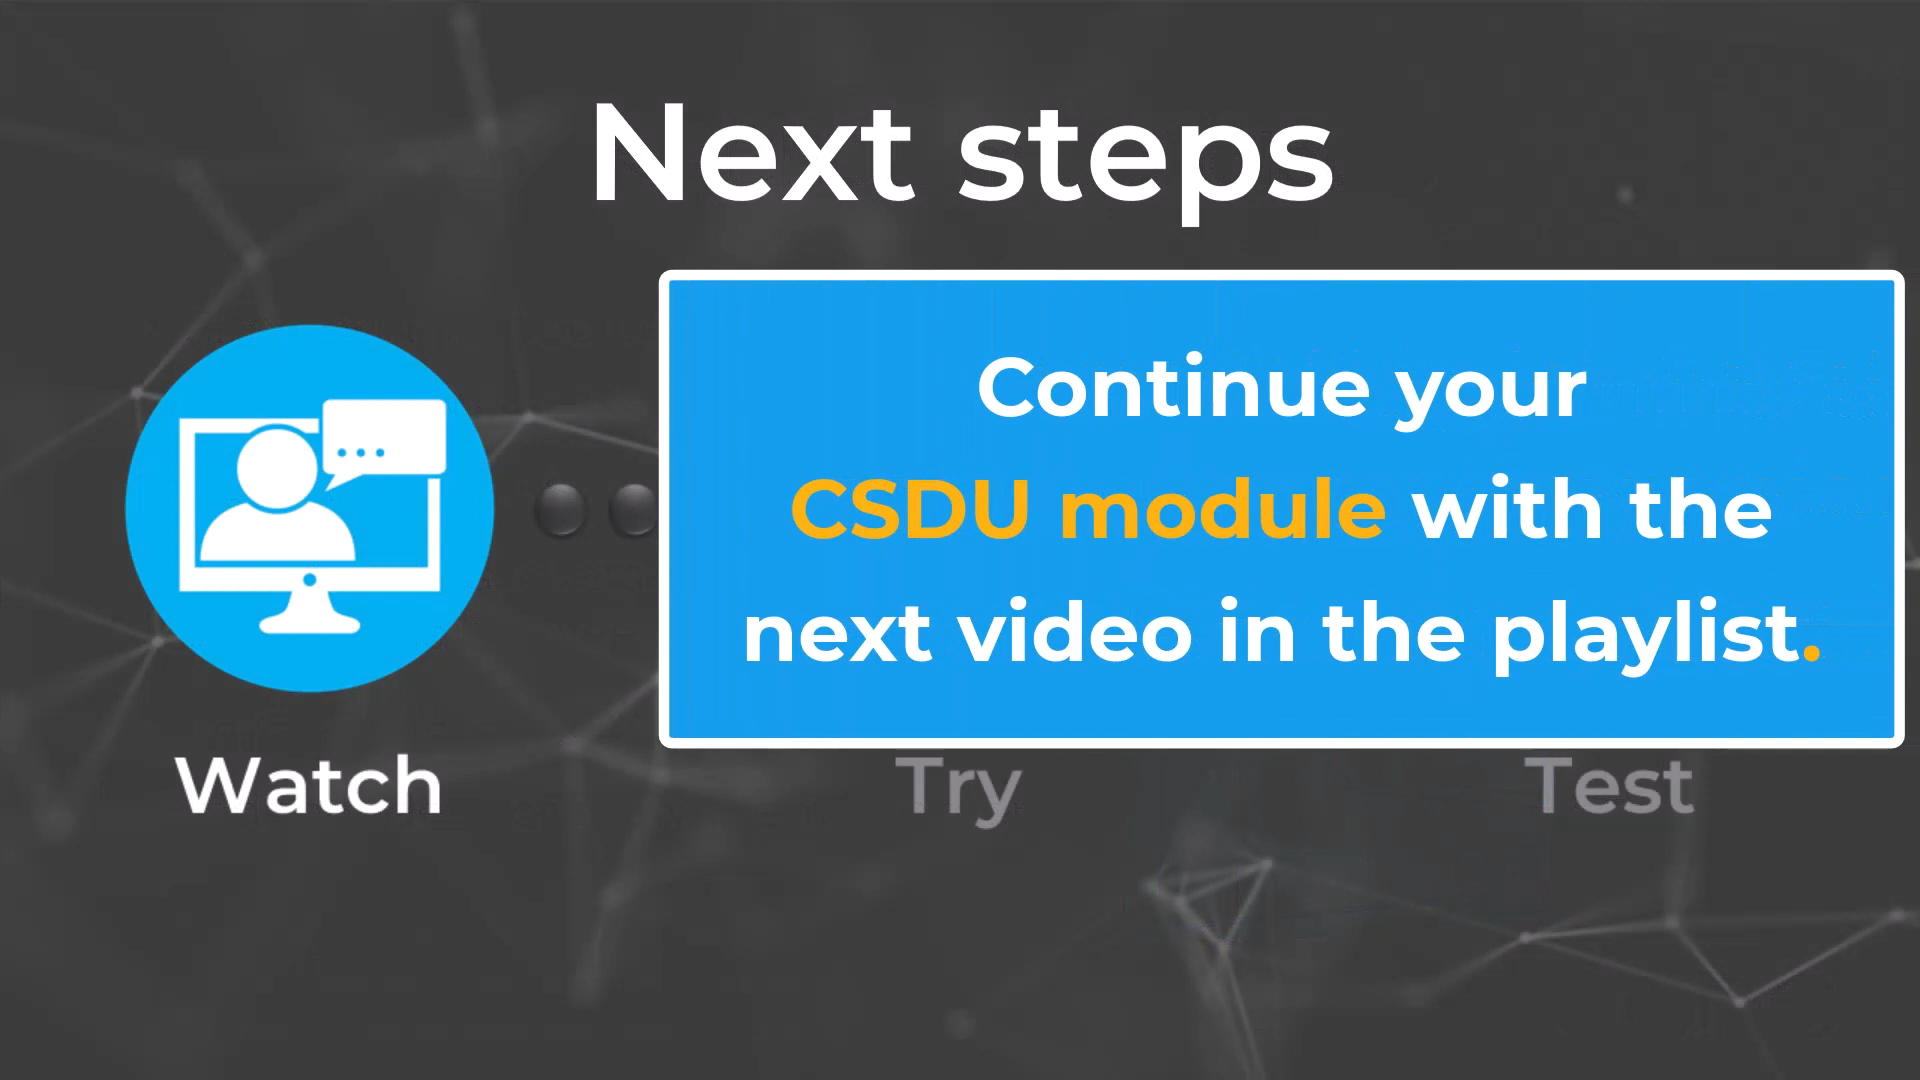 Next steps
Continue your
CSDU module with the
next video in the playlist.
Watch
Try
Test